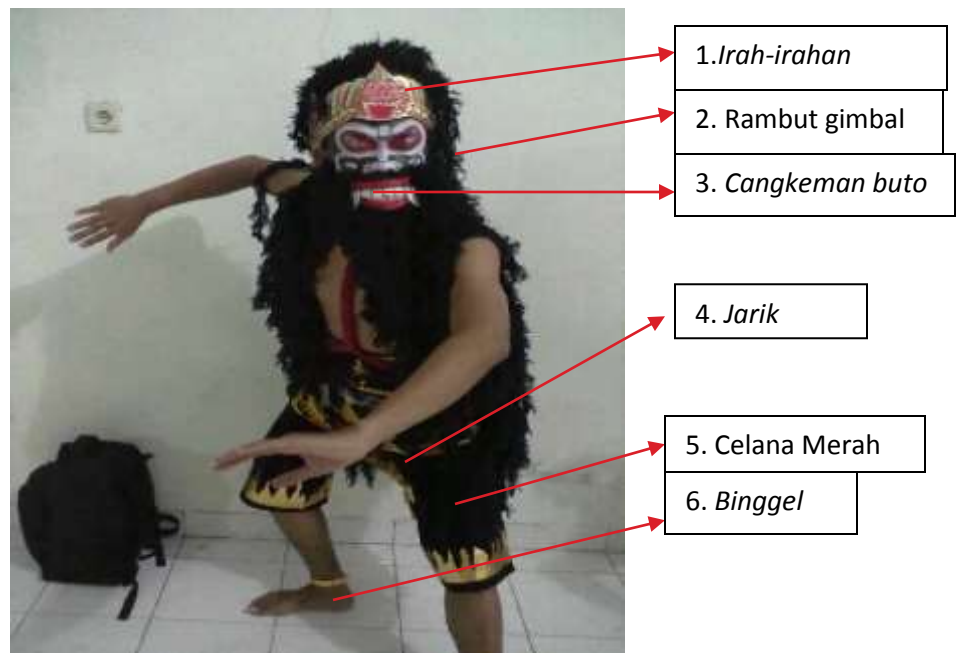 1.Irah-irahan
2. Rambut gimbal
3. Cangkeman buto
4. Jarik
5. Celana Merah
6. Binggel